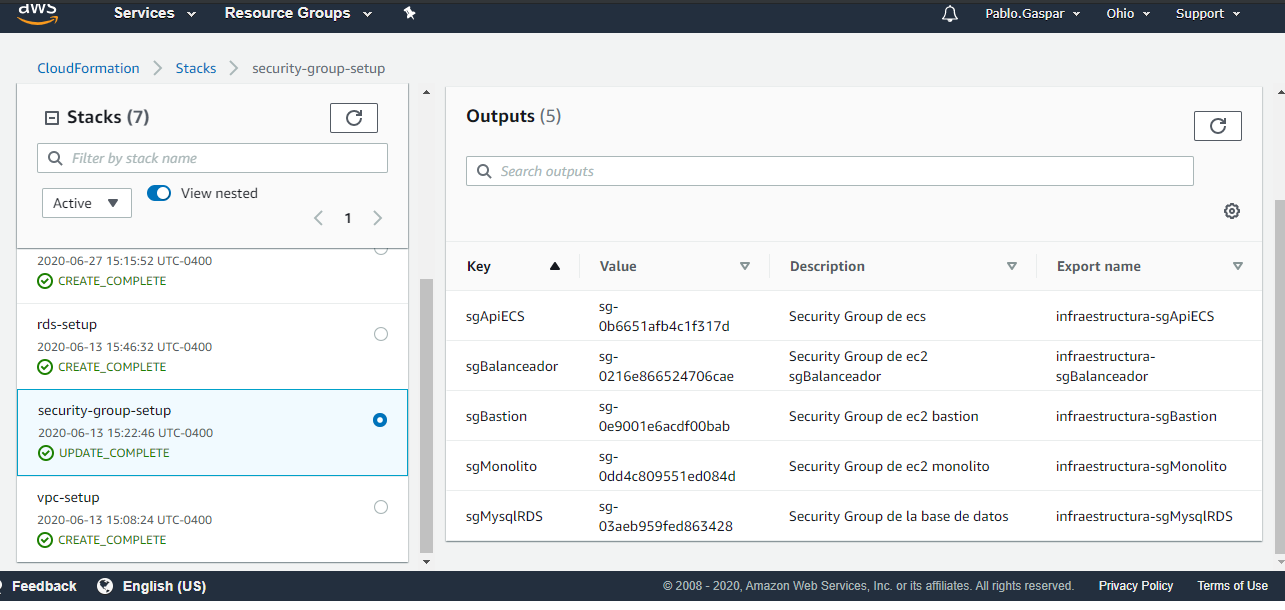 aws
Services
Resource Groups
Pablo.Gaspar
Ohio
Support
CloudFormation
Stacks
security-group-setup
Stacks (7)
Filter by stack name
Active
View nested
1
2020-06-27 15:15:52 UTC-0400
CREATE_COMPLETE
rds-setup
2020-06-13 15:46:32 UTC-0400
CREATE_COMPLETE
security-group-setup
2020-06-13 15:22:46 UTC-0400
UPDATE_COMPLETE
vpc-setup
2020-06-13 15:08:24 UTC-0400
CREATE_COMPLETE
Outputs (5)
Search outputs
Key Value Description Export name
sgApiECS
sg-
0b6651afb4c1f317d
Security Group de ecs
infraestructura-sgApiECS
sgBalanceador
sg-
0216e866524706cae
Security Group de ec2
sgBalanceador
infraestructura-
sgBalanceador
sgBastion
sg-
0e9001e6acdf00bab
Security Group de ec2 bastion
infraestructura-sgBastion
sgMonolito
sg-
0dd4c809551ed084d
Security Group de ec2 monolito
infraestructura-sgMonolito
sgMysqlRDS
sg-
03aeb959fed863428
Security Group de la base de datos
infraestructura-sgMysqlRDS
Feedback
English (US)
© 2008 - 2020, Amazon Web Services, Inc. or its affiliates. All rights reserved.
Privacy Policy
Terms of Use